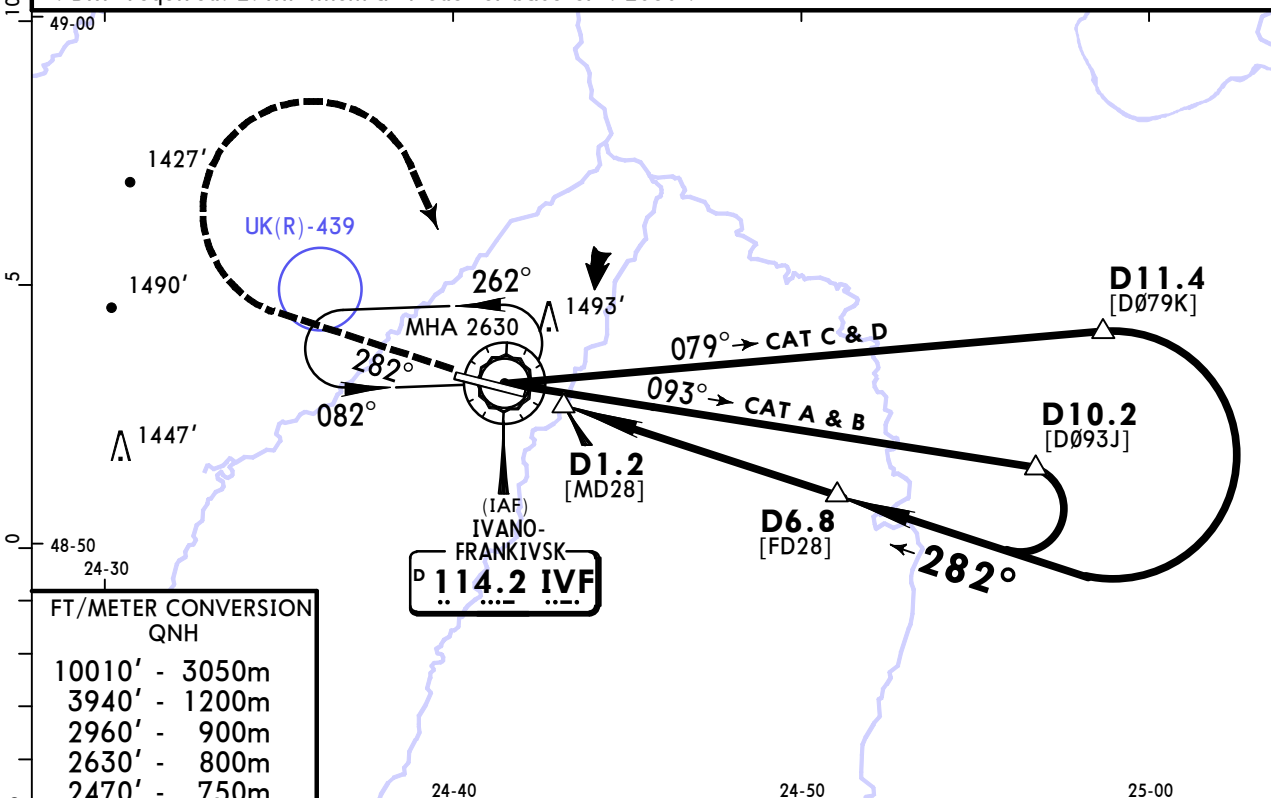 49-00
1427'
UK(R)-439
5
1490'
262°
1493'
MHA 2630
D11.4
[DØ79K]
079° CAT C & D
282°
093° CAT A & B
082°
D10.2
[DØ93J]
1447'
D1.2
[MD28]
(IAF)
IVANO-
FRANKIVSK
D 114.2 IVF
D6.8
[FD28]
282°
0
48-50
24-30
FT/METER CONVERSION
QNH
10010' - 3050m
3940' - 1200m
2960' - 900m
2630' - 800m
2470' - 750m
24-40
24-50
25-00